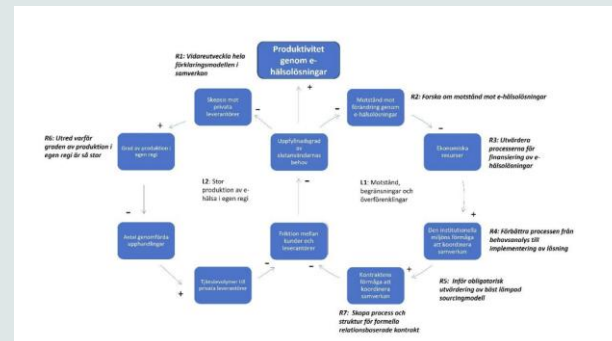 Produktivitet
genom e-
hälsolösningar
R1: Vidareutveckla hela
förklaringsmodellen i
samverkan
+
Skepsis mot
privata
leverantörer
-
-
Motstånd mot
förändring genom
e-hälsolösningar
R2: Forska om motstånd mot e-hälsolösningar
+
-
R6: Utred varför
graden av produktion i
egen regi är så stor
Grad av produktion i
egen regi
Uppfyllnadsgrad
av
slutanvändarnas
behov
Ekonomiska
resurser
R3: Utvärdera
processerna för
finansiering av e-
hälsolösningar
L2: Stor
produktion av e-
hälsa i egen regi
-
L1: Motstånd,
begränsningar och
överförenklingar
-
+
Antal genomförda
upphandlingar
Friktion mellan
kunder och
leverantörer
Den institutionella
miljöns förmåga
att koordinera
samverkan
R4: Förbättra processen från
behovsanalys till
implementering av lösning
+
-
-
+
Tjänstevolymer till
privata leverantörer
Kontraktens
förmåga att
koordinera
samverkan
R5: Inför obligatorisk
utvärdering av bäst lämpad
sourcingmodell
R7: Skapa process och
struktur för formella
relationsbaserade kontrakt